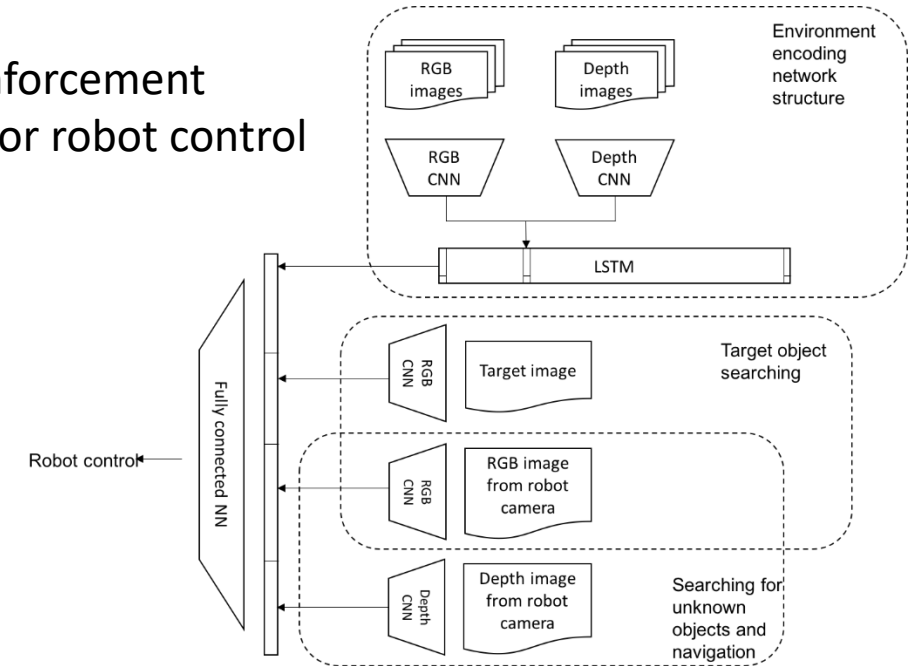 nforcement
or robot control
Environment
encoding
network
structure
RGB
images
Depth
images
RGB
CNN
Depth
CNN
LSTM
Target object
searching
RGB
CNN
Target image
Fully connected NN
Robot control
RGB
CNN
RGB image
from robot
camera
Depth
CNN
Depth image
from robot
camera
Searching for
unknown
objects and
navigation